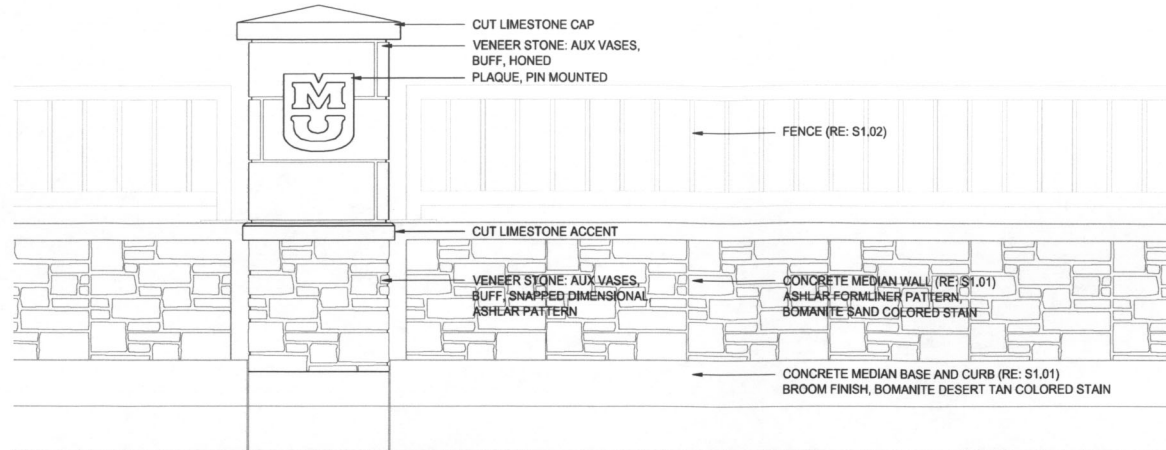 CUT LIMESTONE CAP
VENEER STONE: AUX VASES,
BUFF, HONED
PLAQUE, PIN MOUNTED
M
U
FENCE (RE: S1.02)
CUT LIMESTONE ACCENT
VENEER STONE: AUX VASES,
BUFF, SNAPPED DIMENSIONAL,
ASHLAR PATTERN
CONCRETE MEDIAN WALL (RE: S1.01)
ASHLAR FORMLINER PATTERN,
BOMANITE SAND COLORED STAIN
CONCRETE MEDIAN BASE AND CURB (RE: S1.01)
BROOM FINISH, BOMANITE DESERT TAN COLORED STAIN